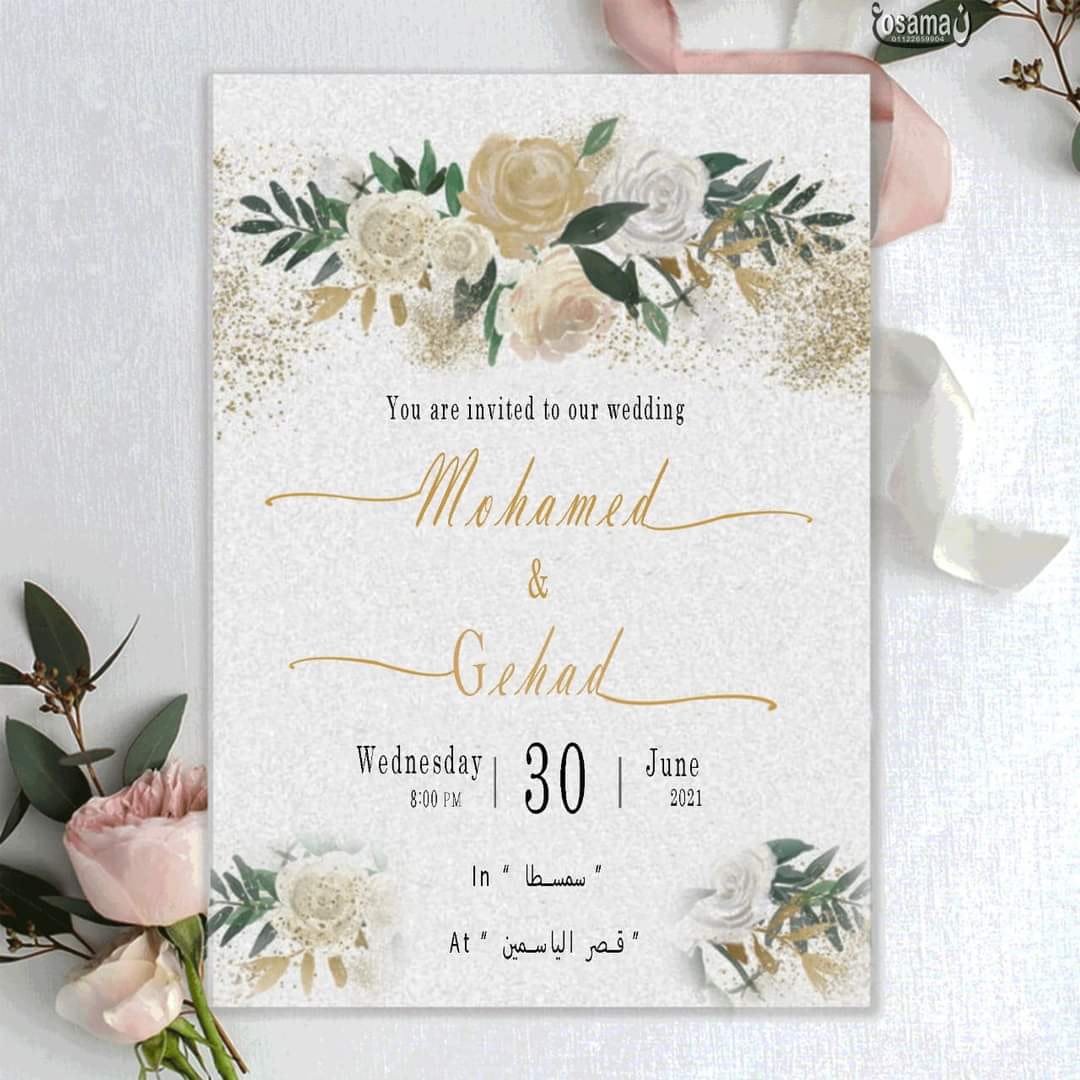 osama
01122659904
You are invited to our wedding
Mohamed
&
Gehad
Wednesday | 30 | June
8:00 PM 2021
In " سمسطا "
At " قصر الياسمين "